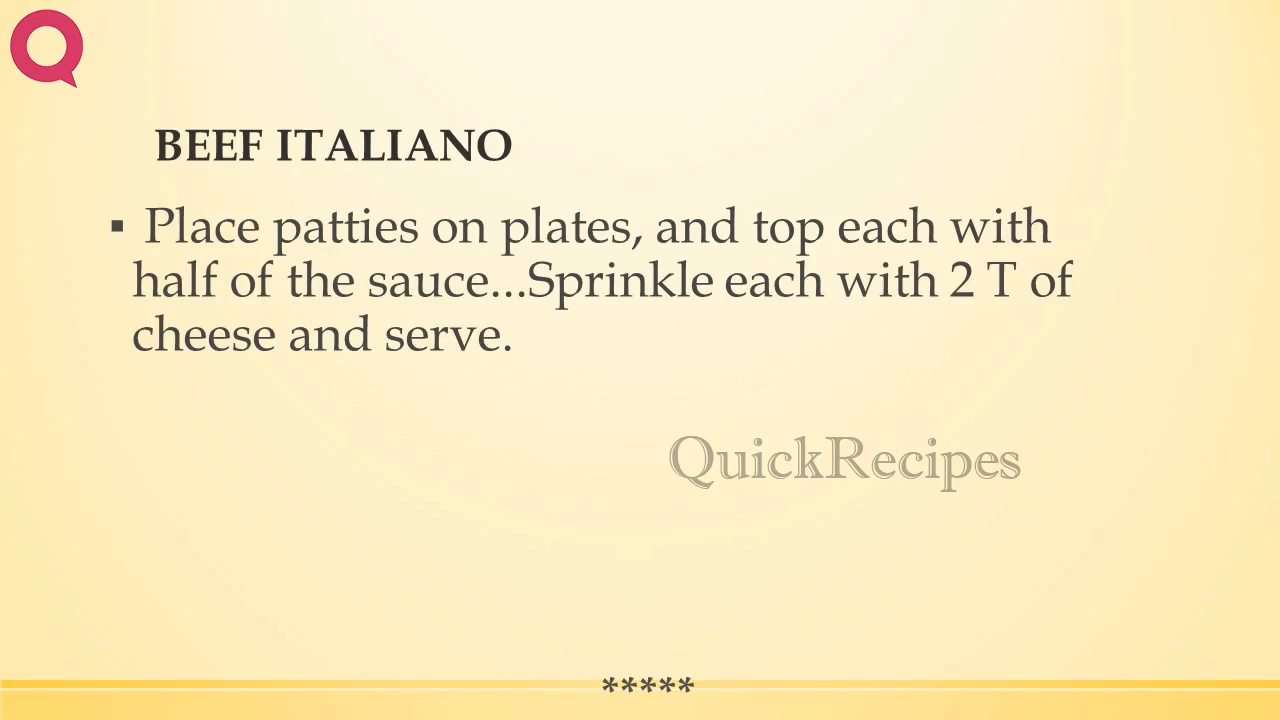 BEEF ITALIANO
▪ Place patties on plates, and top each with
half of the sauce...Sprinkle each with 2 T of
cheese and serve.
QuickRecipes
*****